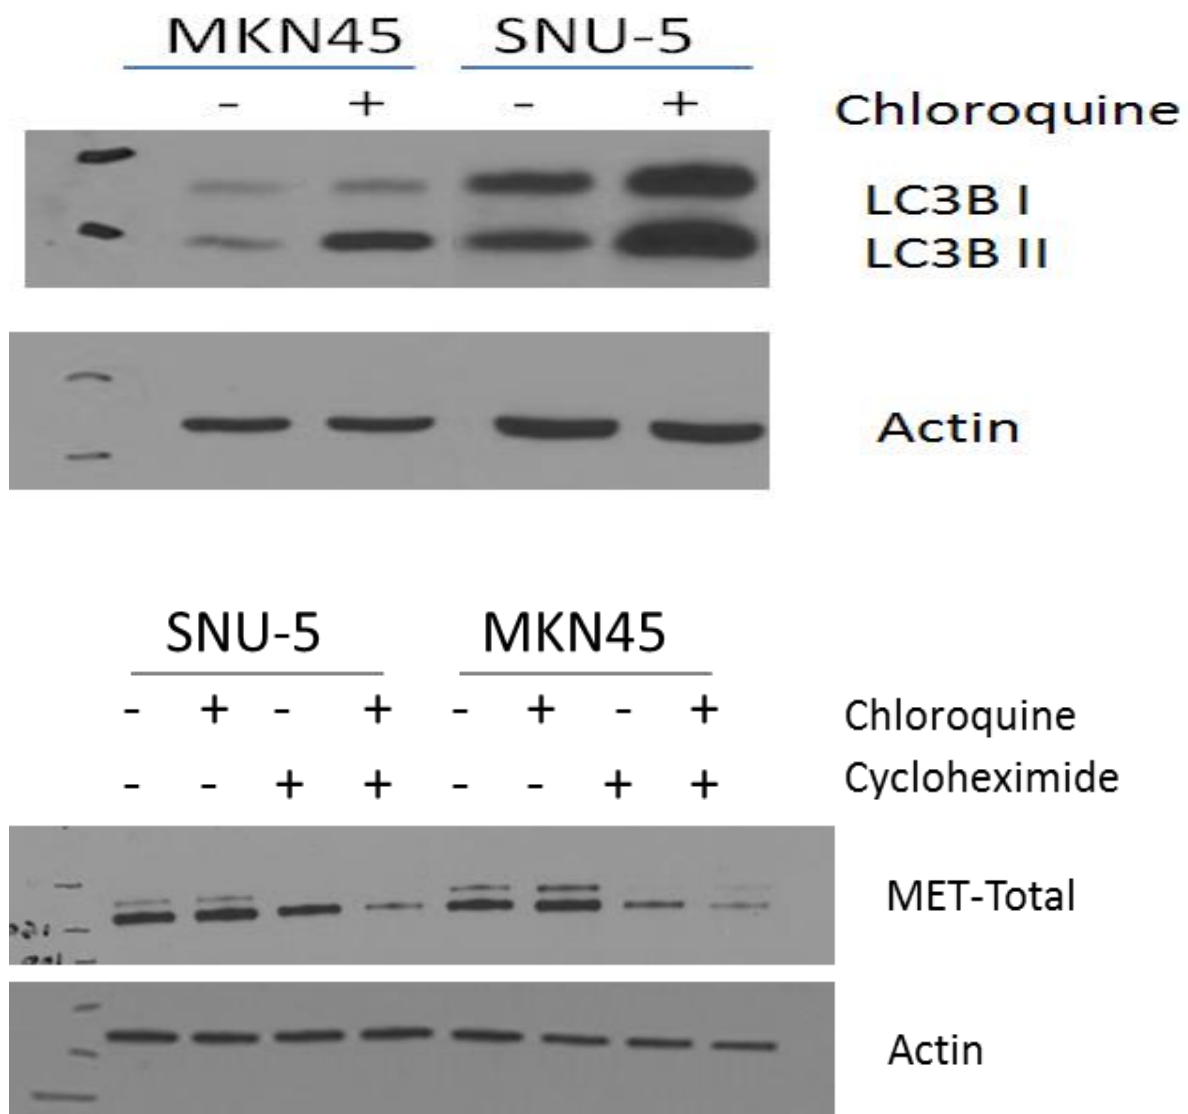 MKN45 SNU-5
- + - + Chloroquine
LC3B I
LC3B II
Actin
SNU-5 MKN45
- + - + - + - + Chloroquine
- - + + - - + + Cycloheximide
MET-Total
Actin